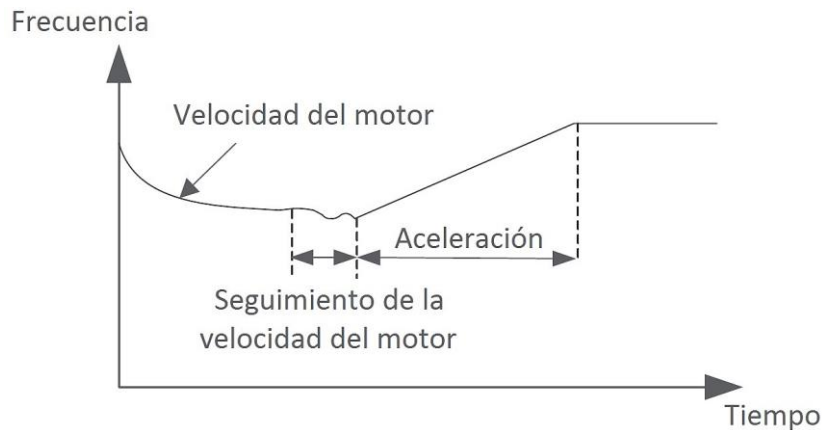 Frecuencia
Velocidad del motor
Aceleración
Seguimiento de la
velocidad del motor
Tiempo